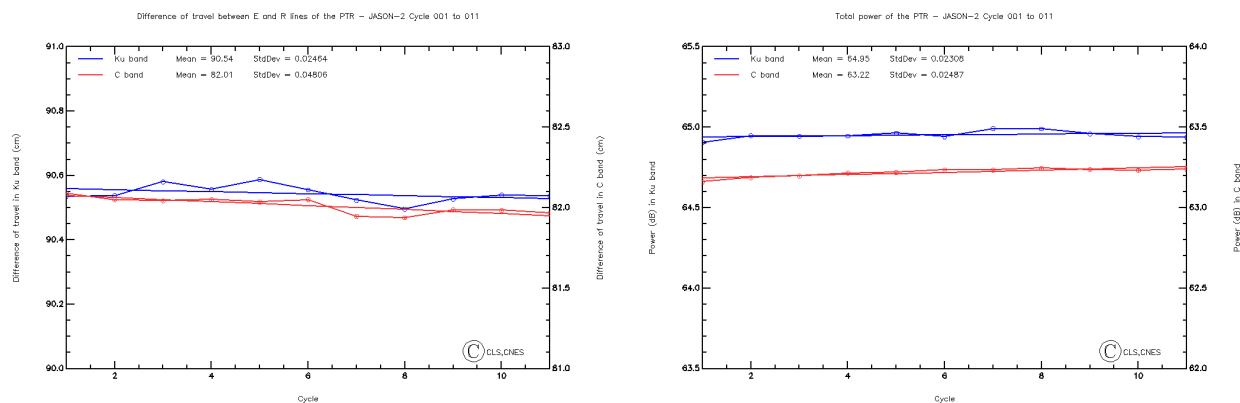 Difference of travel between E and R lines of the PTR - JASON-2 Cycle 001 to 011
Ku band Mean = 90.54 StdDev = 0.02464
C band Mean = 82.01 StdDev = 0.04806
Difference of travel in Ku band (cm)
91.0
90.8
90.6
90.4
90.2
90.0
Difference of travel in C band (cm)
83.0
82.5
82.0
81.5
81.0
2 4 6 8 10
Cycle
© CLS,CNES
Total power of the PTR - JASON-2 Cycle 001 to 011
Ku band Mean = 64.95 StdDev = 0.02308
C band Mean = 63.22 StdDev = 0.02487
Power (dB) in Ku band
65.5
65.0
64.5
64.0
63.5
Power (dB) in C band
64.0
63.5
63.0
62.5
62.0
2 4 6 8 10
Cycle
© CLS,CNES